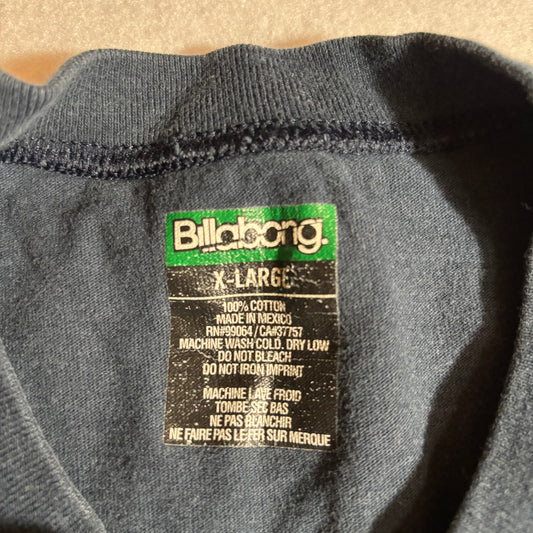 Billabong.
X-LARGE
100% COTTON
MADE IN MEXICO
RN#99064 / CA#37757
MACHINE WASH COLD. DRY LOW
DO NOT BLEACH
DO NOT IRON IMPRINT
MACHINE LAVE FROID
TOMBE SEC BAS
NE PAS BLANCHIR
NE FAIRE PAS LE FER SUR MERQUE